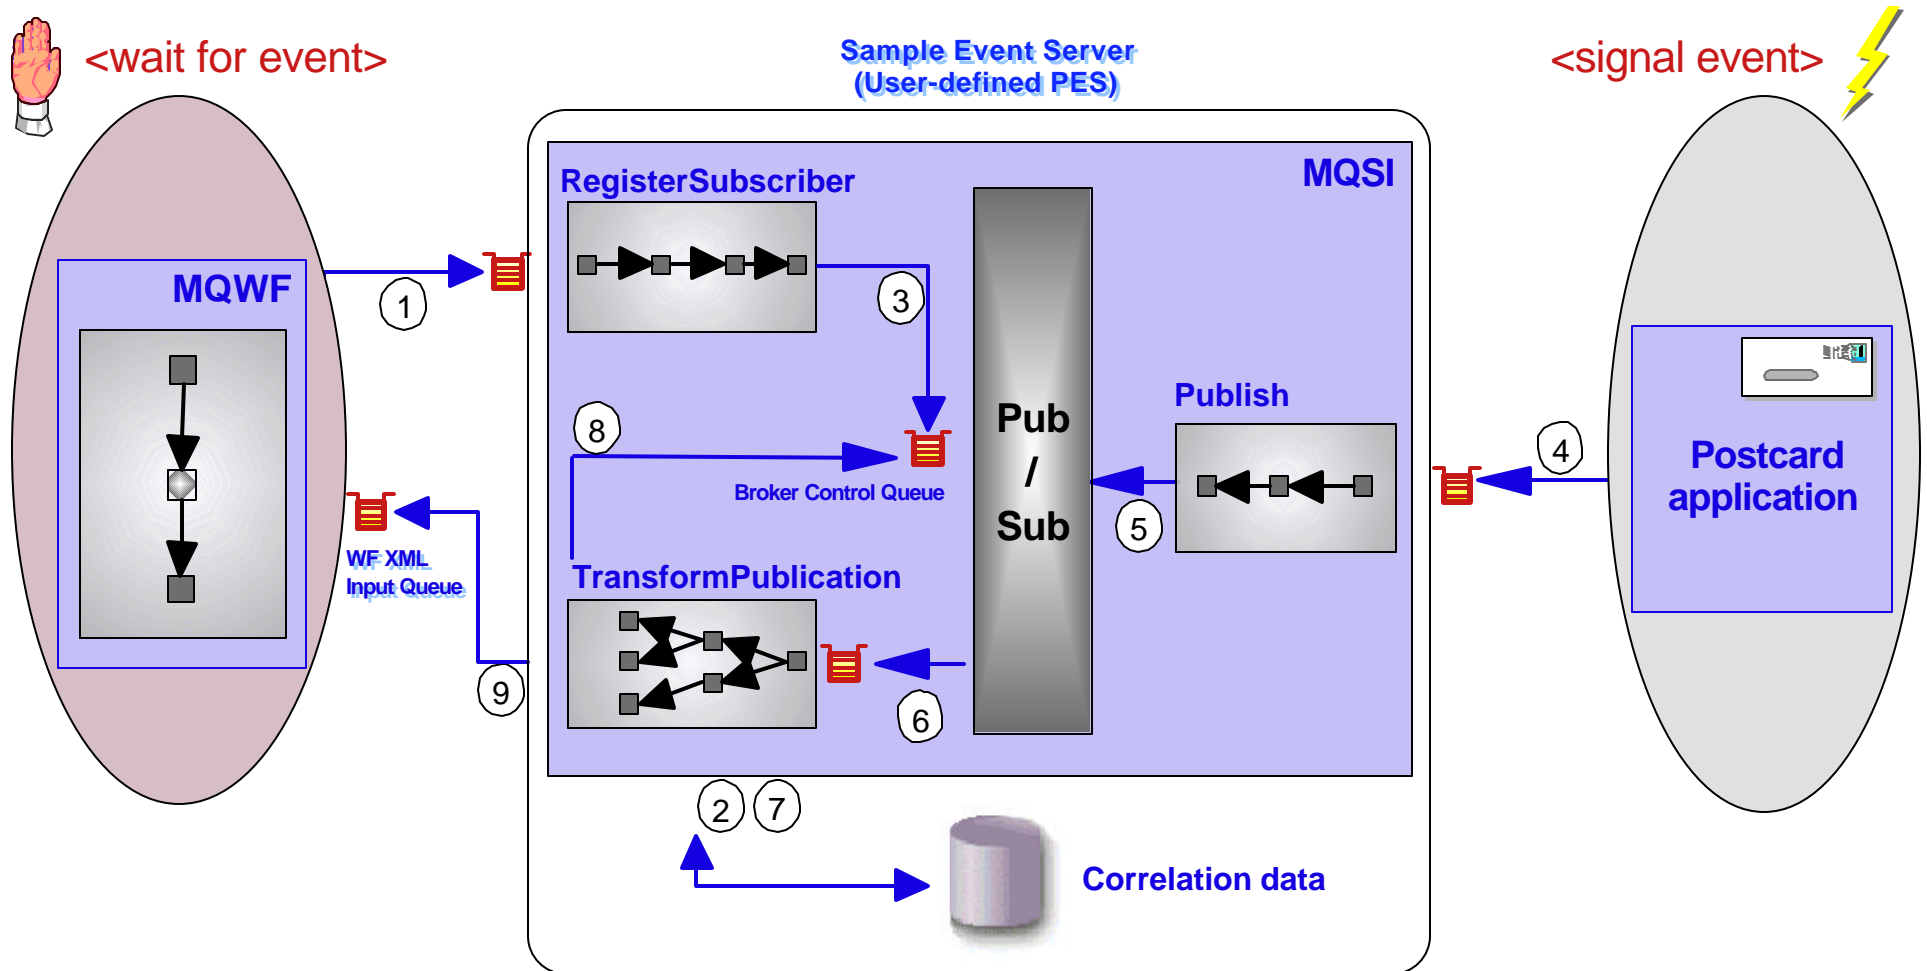 <wait for event>
Sample Event Server
(User-defined PES)
<signal event>
MQSI
RegisterSubscriber
MQWF
1
3
Pub
/
Sub
Publish
8
4
Postcard
application
Broker Control Queue
5
WF XML
Input Queue
TransformPublication
9
6
2
7
Correlation data